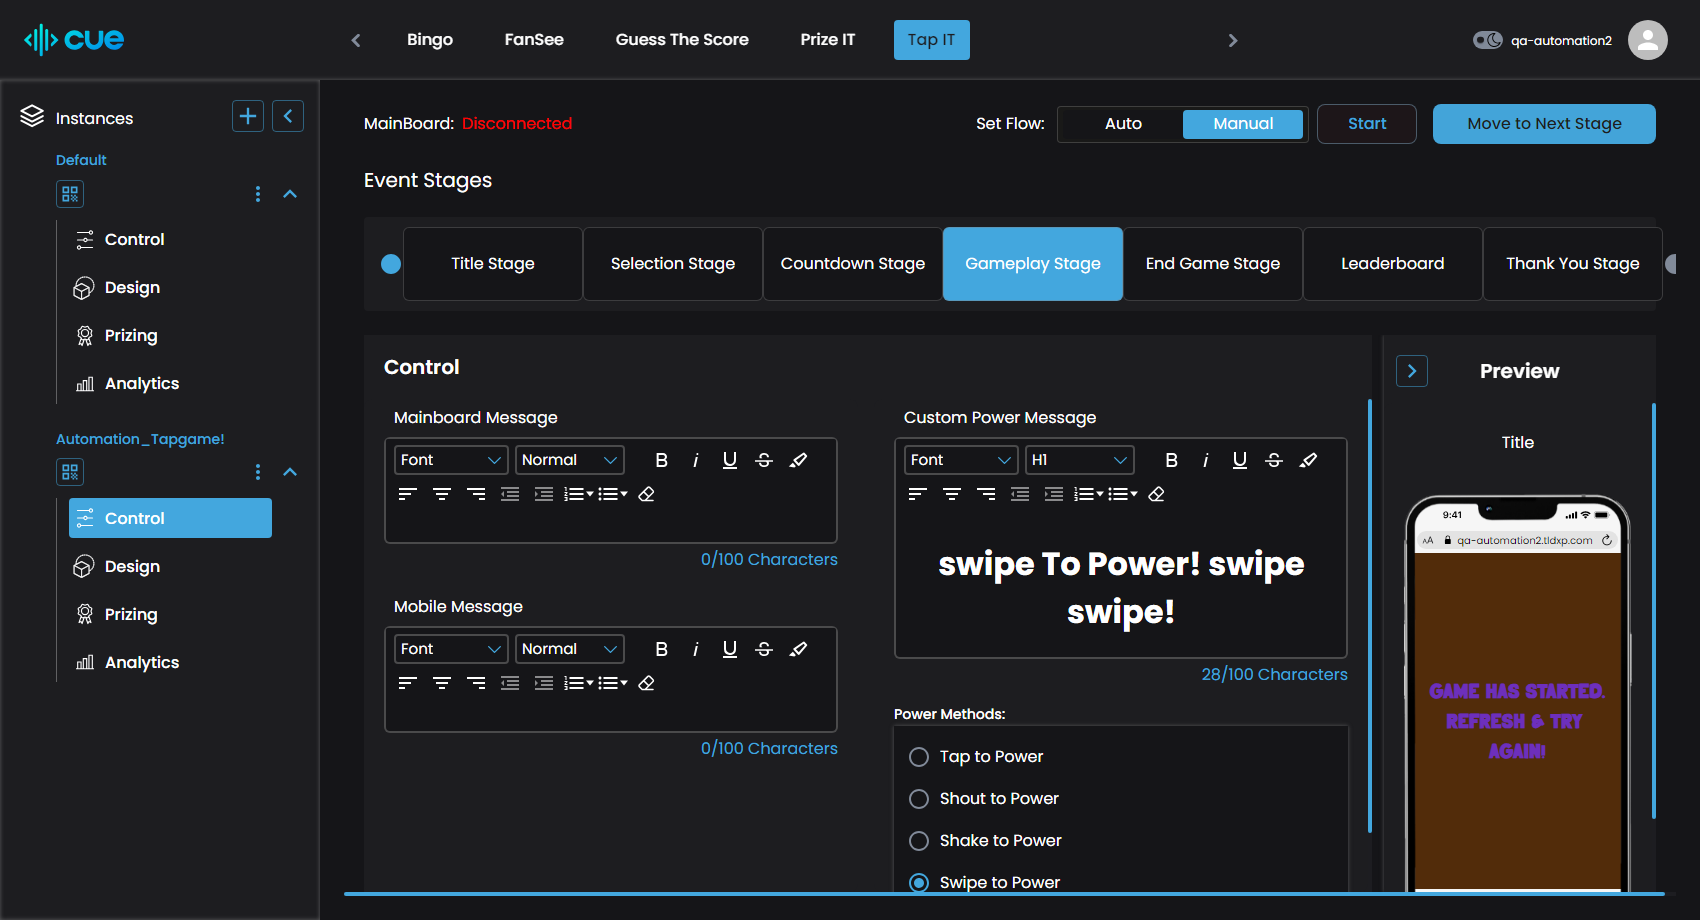 cue
Bingo
FanSee
Guess The Score
Prize IT
Tap IT
qa-automation2
Instances
Default
Control
Design
Prizing
Analytics
Automation_Tapgame!
Control
Design
Prizing
Analytics
MainBoard: Disconnected
Set Flow:
Auto
Manual
Start
Move to Next Stage
Event Stages
Title Stage
Selection Stage
Countdown Stage
Gameplay Stage
End Game Stage
Leaderboard
Thank You Stage
Control
Mainboard Message
Font
Normal
B
i
U
S
0/100 Characters
Mobile Message
Font
Normal
B
i
U
S
0/100 Characters
Custom Power Message
Font
H1
B
i
U
S
swipe To Power! swipe
swipe!
28/100 Characters
Power Methods:
Tap to Power
Shout to Power
Shake to Power
Swipe to Power
Preview
Title
9:41
AA
qa-automation2.tldxp.com
GAME HAS STARTED.
REFRESH & TRY
AGAIN!